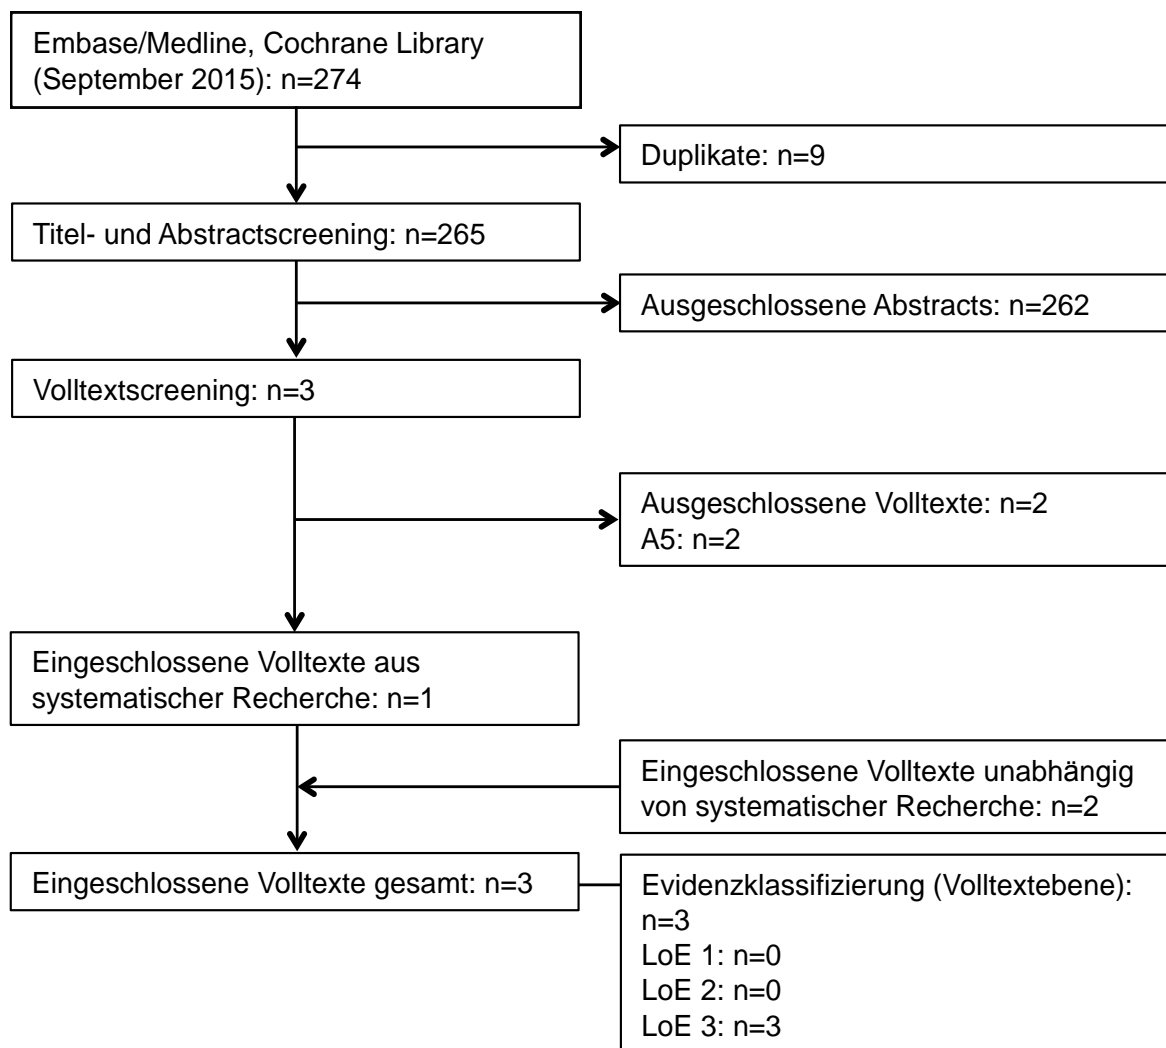 Embase/Medline, Cochrane Library
(September 2015): n=274
Duplikate: n=9
Titel- und Abstractscreening: n=265
Ausgeschlossene Abstracts: n=262
Volltextscreening: n=3
Ausgeschlossene Volltexte: n=2
A5: n=2
Eingeschlossene Volltexte aus
systematischer Recherche: n=1
Eingeschlossene Volltexte unabhängig
von systematischer Recherche: n=2
Eingeschlossene Volltexte gesamt: n=3
Evidenzklassifizierung (Volltextebene):
n=3
LoE 1: n=0
LoE 2: n=0
LoE 3: n=3